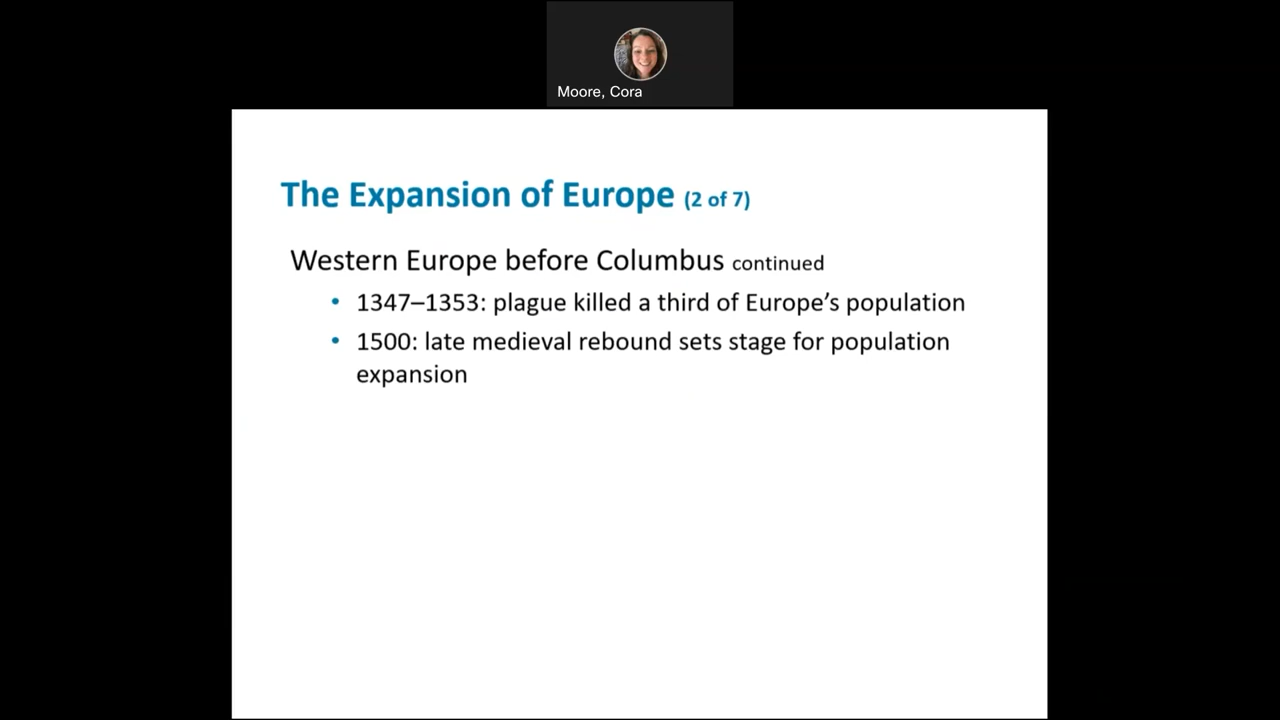 Moore, Cora
The Expansion of Europe (2 of 7)
Western Europe before Columbus continued
• 1347–1353: plague killed a third of Europe’s population
• 1500: late medieval rebound sets stage for population
expansion